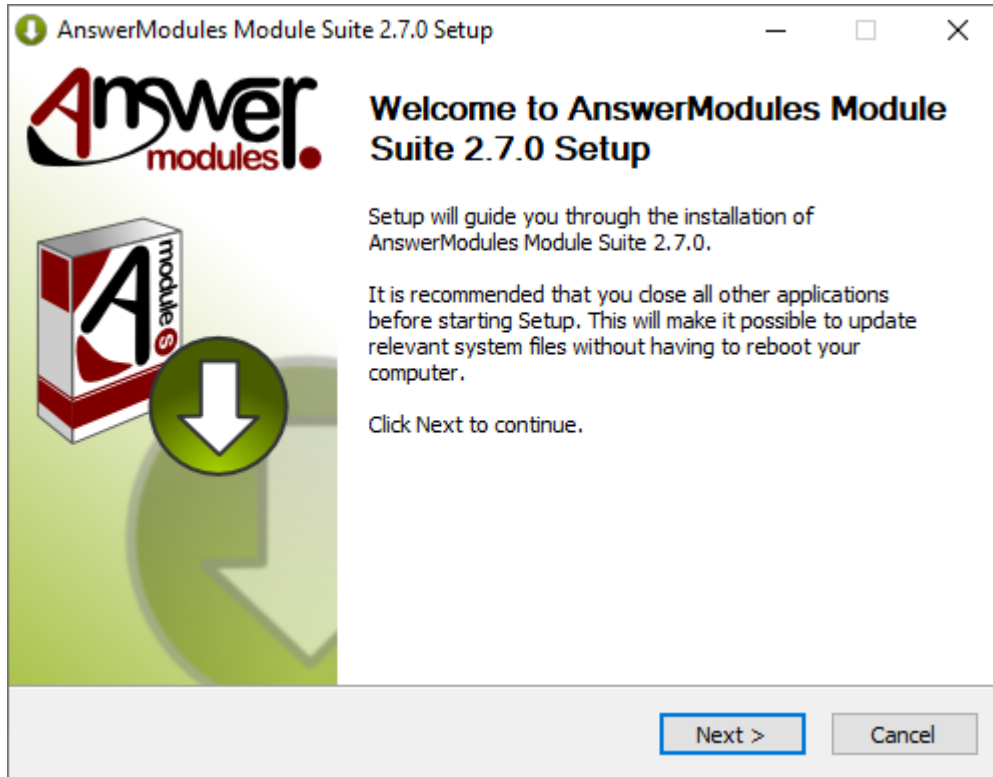 AnswerModules Module Suite 2.7.0 Setup
Answer
modules
Welcome to AnswerModules Module
Suite 2.7.0 Setup
Setup will guide you through the installation of
AnswerModules Module Suite 2.7.0.
It is recommended that you close all other applications
before starting Setup. This will make it possible to update
relevant system files without having to reboot your
computer.
Click Next to continue.
A
modules
Next >
Cancel